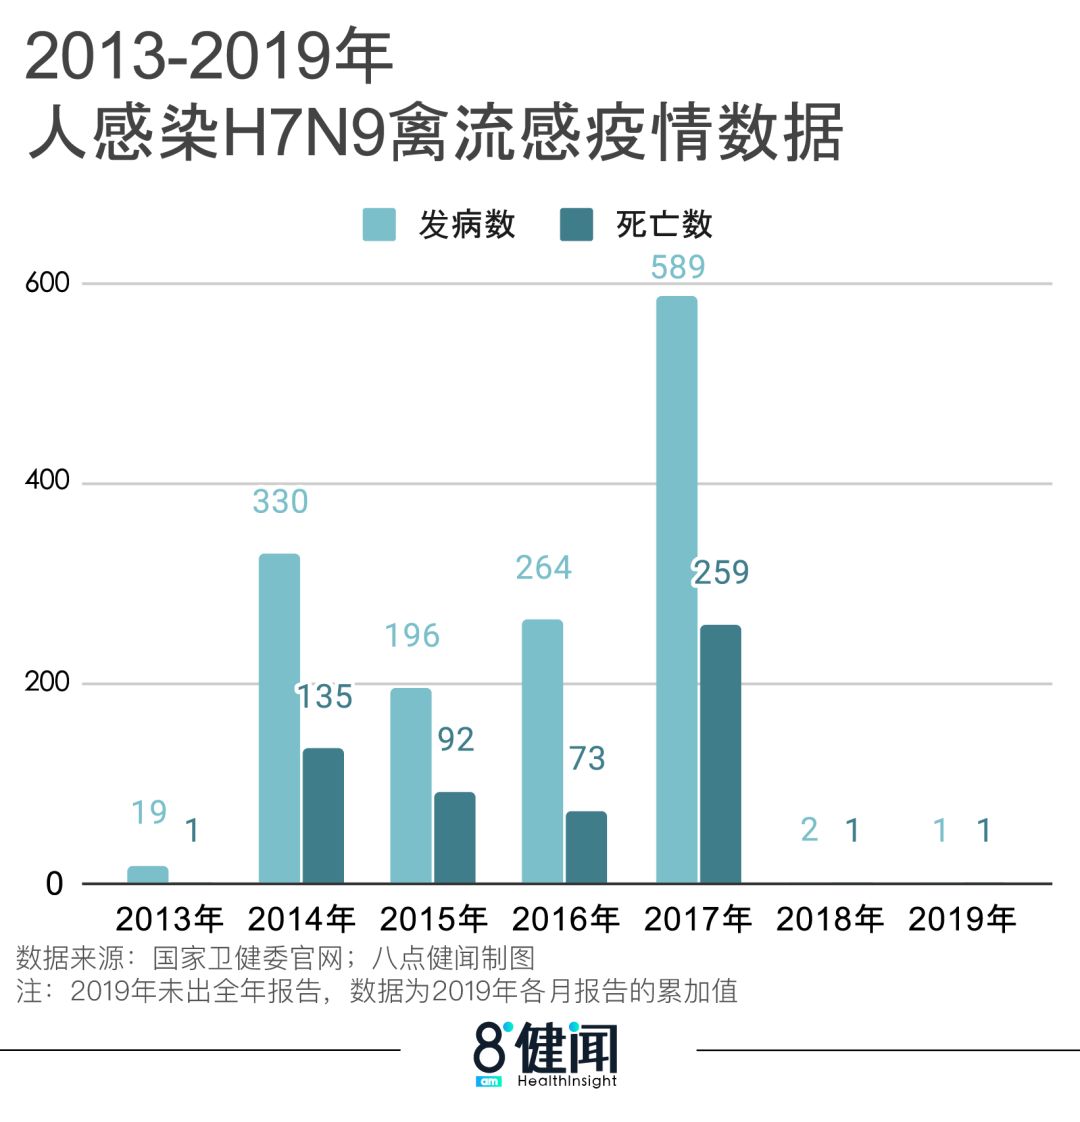 2013-2019年
人感染H7N9禽流感疫情数据
发病数 死亡数
600
589
400
330
264
259
196
200
135
92
73
19
1
2 1
1 1
0
2013年 2014年 2015年 2016年 2017年 2018年 2019年
数据来源：国家卫健委官网；八点健闻制图
注：2019年未出全年报告，数据为2019年各月报告的累加值
8健闻
am HealthInsight